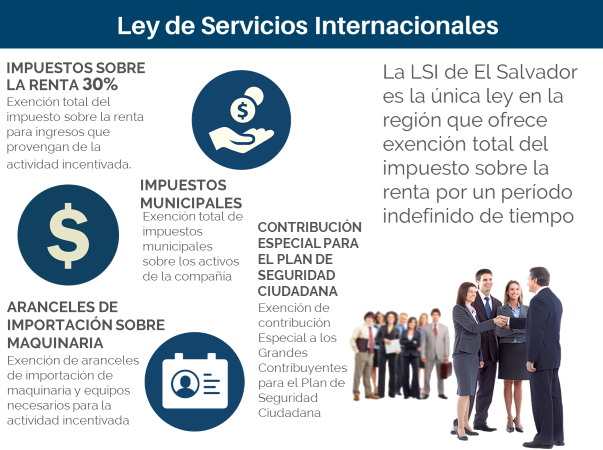 Ley de Servicios Internacionales
IMPUESTOS SOBRE
LA RENTA 30%
Exención total del
impuesto sobre la renta
para ingresos que
provengan de la
actividad incentivada.
$
La LSI de El Salvador
es la única ley en la
región que ofrece
exención total del
impuesto sobre la
renta por un período
indefinido de tiempo
$
IMPUESTOS
MUNICIPALES
Exención total de
impuestos
municipales
sobre los activos
de la compañía
CONTRIBUCIÓN
ESPECIAL PARA
EL PLAN DE
SEGURIDAD
CIUDADANA
Exención de
contribución
Especial a los
Grandes
Contribuyentes
para el Plan de
Seguridad
Ciudadana
ARANCELES DE
IMPORTACIÓN SOBRE
MAQUINARIA
Exención de aranceles
de importación de
maquinaria y equipos
necesarios para la
actividad incentivada